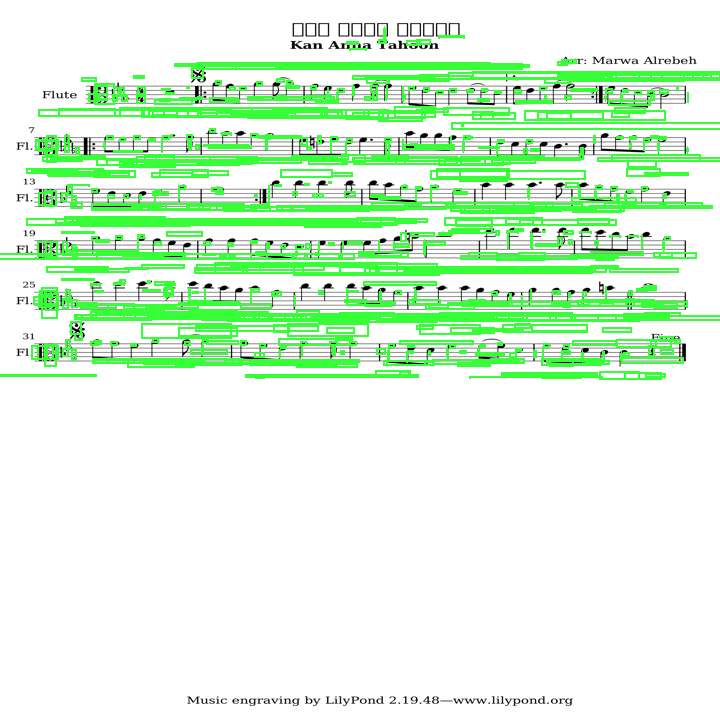 Kan Anna Tahoon
Arr: Marwa Alrebeh
Flute
7
Fl.
13
Fl.
19
Fl.
25
Fl.
31
Fl.
Fine
Music engraving by LilyPond 2.19.48—www.lilypond.org